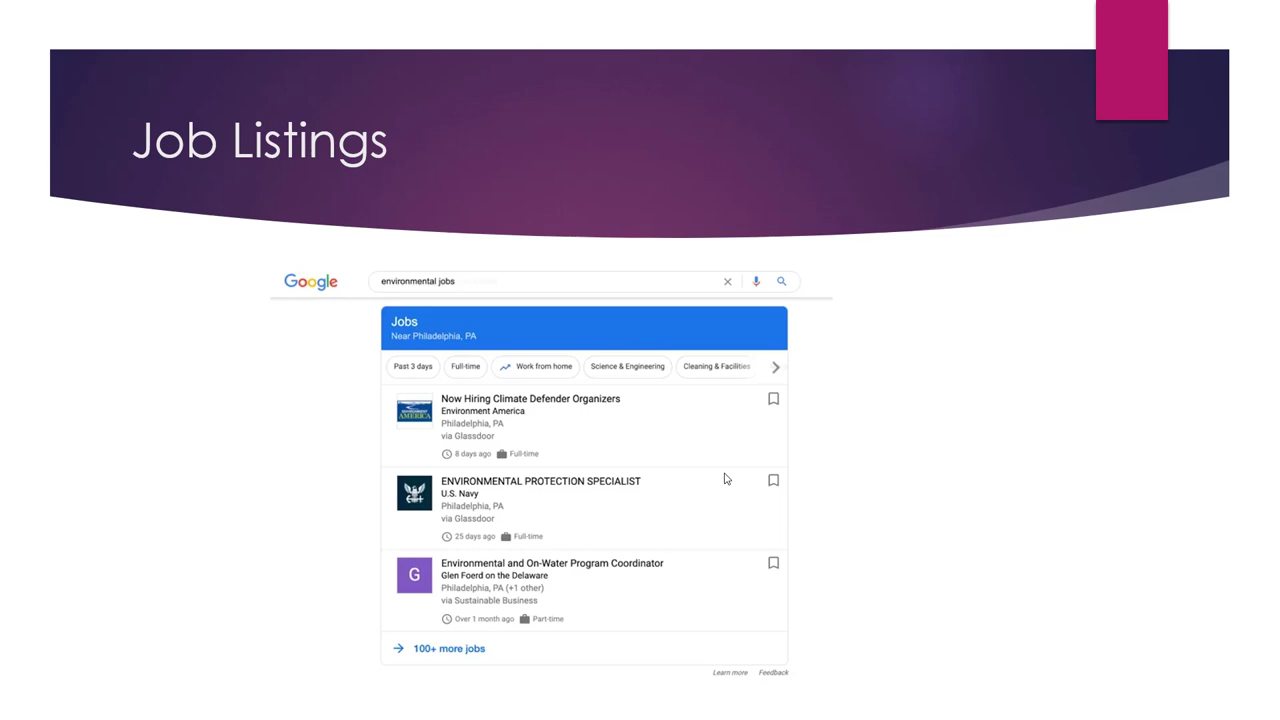 Job Listings
Google
environmental jobs
Jobs
Near Philadelphia, PA
Past 3 days
Full-time
Work from home
Science & Engineering
Cleaning & Facilities
Now Hiring Climate Defender Organizers
Environment America
Philadelphia, PA
via Glassdoor
8 days ago Full-time
ENVIRONMENT AMERICA
ENVIRONMENTAL PROTECTION SPECIALIST
U.S. Navy
Philadelphia, PA
via Glassdoor
25 days ago Full-time
G
Environmental and On-Water Program Coordinator
Glen Foerd on the Delaware
Philadelphia, PA (+1 other)
via Sustainable Business
Over 1 month ago Part-time
100+ more jobs
Learn more Feedback